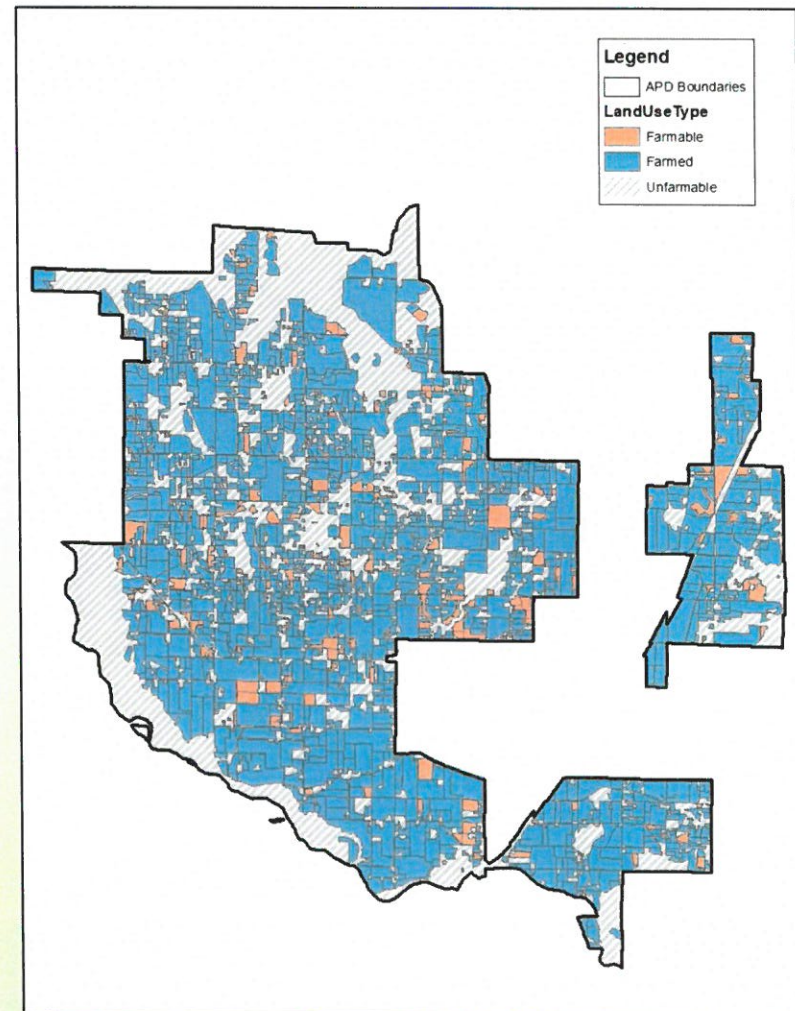 Legend
APD Boundaries
LandUseType
Farmable
Farmed
Unfarmable